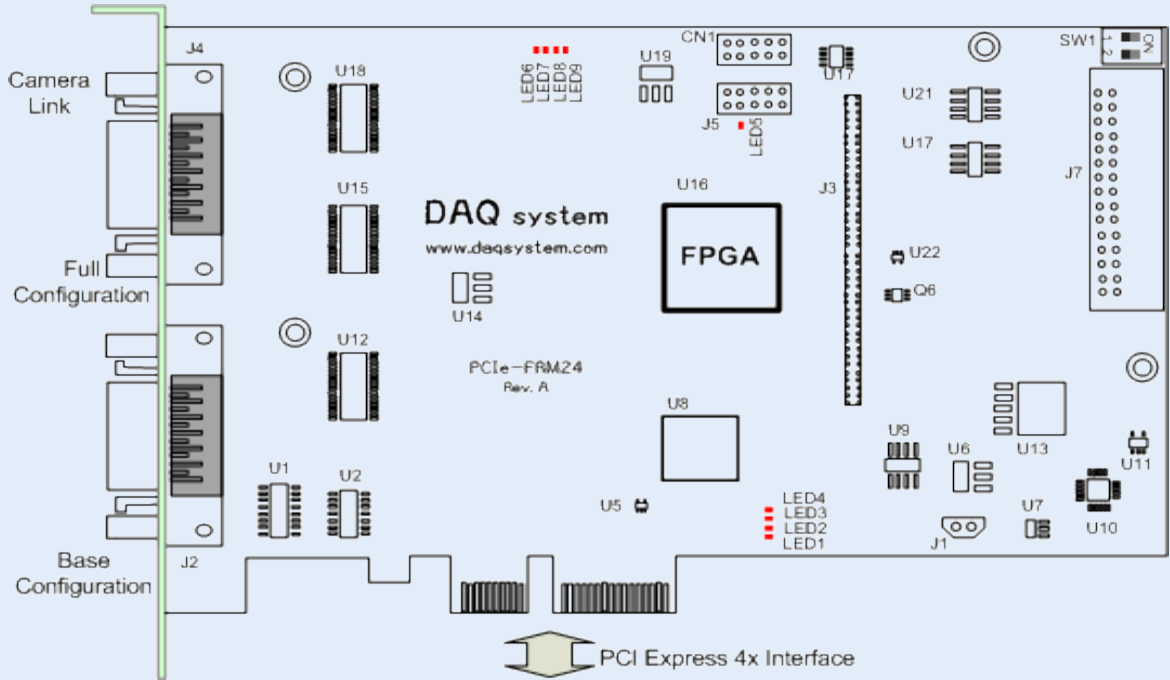 J4
Camera
Link
U18
LED6
LED7
LED8
LED9
U19
CN1
U17
SW1
1
2
ON
J5
LED5
U21
U17
J7
U15
DAQ system
www.daqsystem.com
U16
FPGA
J3
U22
Q6
Full
Configuration
U14
U12
PCIe-FRM24
Rev. A
U8
U9
U6
U13
U11
U1
U2
U5
LED4
LED3
LED2
LED1
J1
U7
U10
Base
Configuration
J2
PCI Express 4x Interface